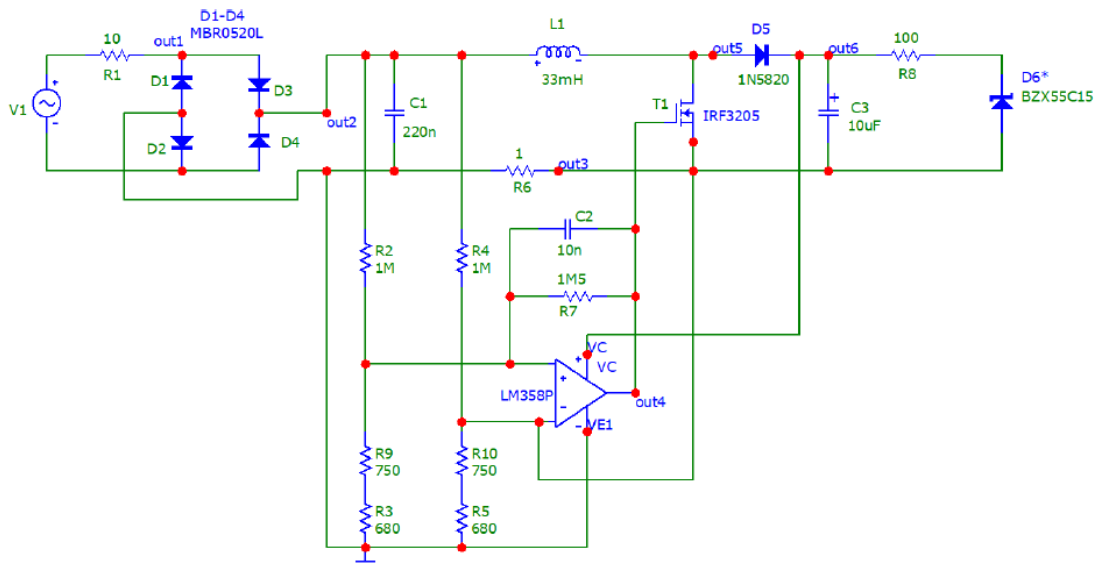 D1-D4
MBR0520L
10
out1
R1
V1
D1
D2
D3
D4
out2
C1
220n
L1
+
-
33mH
out5
D5
1N5820
out6
100
R8
D6*
BZX55C15
T1
IRF3205
+
C3
10uF
1
R6
out3
R2
1M
R4
1M
C2
10n
1M5
R7
VC
VC
LM358P
+
-
+
-
out4
VE1
R9
750
R10
750
R3
680
R5
680
+
-